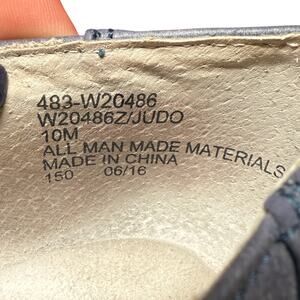 483-W20486
W20486Z/JUDO
10M
ALL MAN MADE MATERIALS
MADE IN CHINA
150 06/16